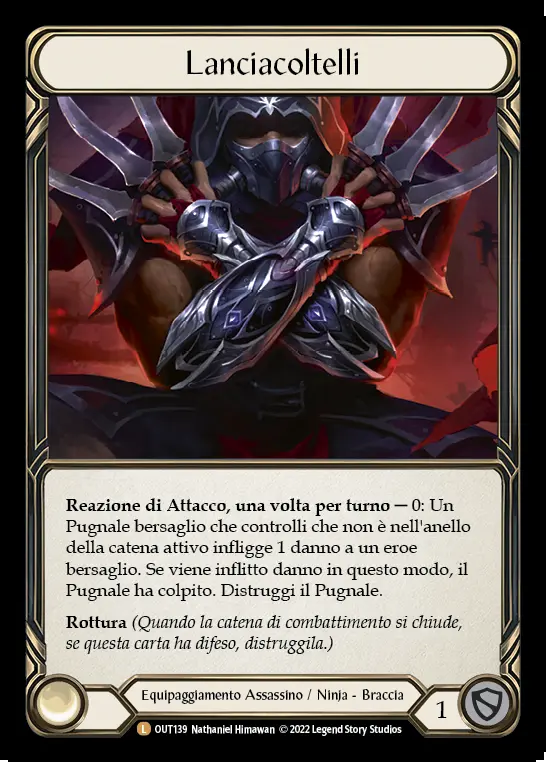 Lanciacoltelli
Reazione di Attacco, una volta per turno — 0: Un
Pugnale bersaglio che controlli che non è nell'anello
della catena attivo infligge 1 danno a un eroe
bersaglio. Se viene inflitto danno in questo modo, il
Pugnale ha colpito. Distruggi il Pugnale.
Rottura (Quando la catena di combattimento si chiude,
se questa carta ha difeso, distruggila.)
Equipaggiamento Assassino / Ninja - Braccia
1
L OUT139 Nathaniel Himawan © 2022 Legend Story Studios